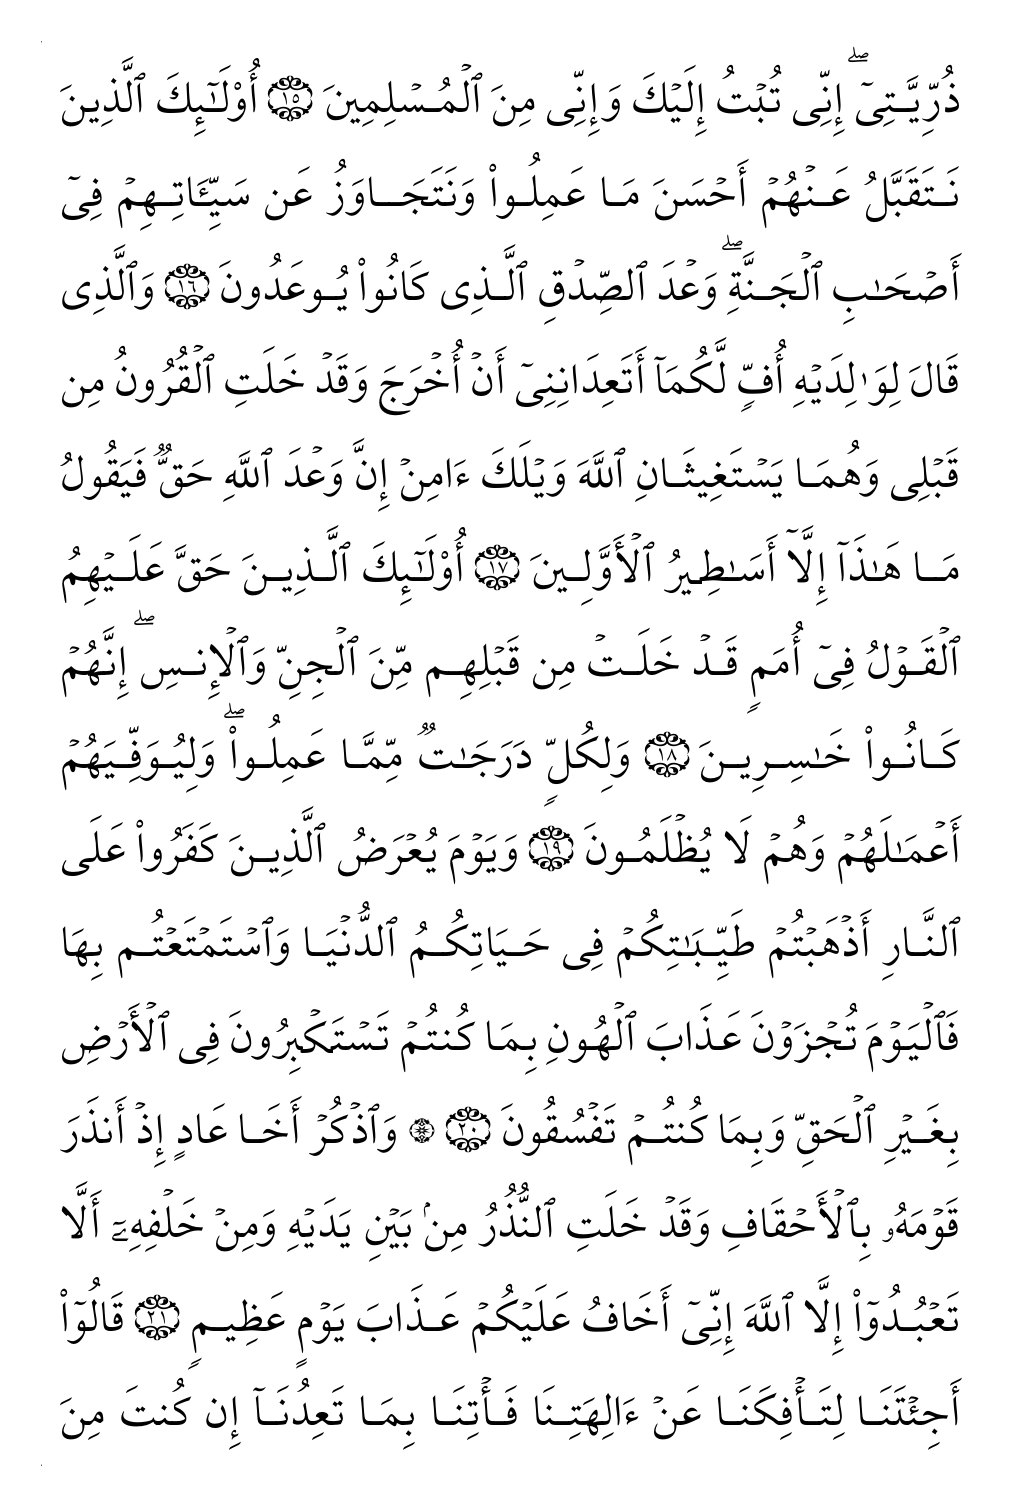 ذُرِّيَّتِىٓۖ إِنِّى تُبۡتُ إِلَيۡكَ وَإِنِّى مِنَ ٱلۡمُسۡلِمِينَ ١٥ أُوْلَـٰٓئِكَ ٱلَّذِينَ
نَتَقَبَّلُ عَنۡهُمۡ أَحۡسَنَ مَا عَمِلُواْ وَنَتَجَاوَزُ عَن سَيِّـَٔاتِهِمۡ فِىٓ
أَصۡحَـٰبِ ٱلۡجَنَّةِۖ وَعۡدَ ٱلصِّدۡقِ ٱلَّذِى كَانُواْ يُوعَدُونَ ١٦ وَٱلَّذِى
قَالَ لِوَٰلِدَيۡهِ أُفٍّ لَّكُمَآ أَتَعِدَانِنِىٓ أَنۡ أُخۡرَجَ وَقَدۡ خَلَتِ ٱلۡقُرُونُ مِن
قَبۡلِى وَهُمَا يَسۡتَغِيثَانِ ٱللَّهَ وَيۡلَكَ ءَامِنۡ إِنَّ وَعۡدَ ٱللَّهِ حَقٌّ فَيَقُولُ
مَا هَـٰذَآ إِلَّآ أَسَـٰطِيرُ ٱلۡأَوَّلِينَ ١٧ أُوْلَـٰٓئِكَ ٱلَّذِينَ حَقَّ عَلَيۡهِمُ
ٱلۡقَوۡلُ فِىٓ أُمَمٍ قَدۡ خَلَتۡ مِن قَبۡلِهِم مِّنَ ٱلۡجِنِّ وَٱلۡإِنسِۖ إِنَّهُمۡ
كَانُواْ خَـٰسِرِينَ ١٨ وَلِكُلٍّ دَرَجَـٰتٌ مِّمَّا عَمِلُواْۖ وَلِيُوَفِّيَهُمۡ
أَعۡمَـٰلَهُمۡ وَهُمۡ لَا يُظۡلَمُونَ ١٩ وَيَوۡمَ يُعۡرَضُ ٱلَّذِينَ كَفَرُواْ عَلَى
ٱلنَّارِ أَذۡهَبۡتُمۡ طَيِّبَـٰتِكُمۡ فِى حَيَاتِكُمُ ٱلدُّنۡيَا وَٱسۡتَمۡتَعۡتُم بِهَا
فَٱلۡيَوۡمَ تُجۡزَوۡنَ عَذَابَ ٱلۡهُونِ بِمَا كُنتُمۡ تَسۡتَكۡبِرُونَ فِى ٱلۡأَرۡضِ
بِغَيۡرِ ٱلۡحَقِّ وَبِمَا كُنتُمۡ تَفۡسُقُونَ ٢٠ ۞ وَٱذۡكُرۡ أَخَا عَادٍ إِذۡ أَنذَرَ
قَوۡمَهُۥ بِٱلۡأَحۡقَافِ وَقَدۡ خَلَتِ ٱلنُّذُرُ مِنۢ بَيۡنِ يَدَيۡهِ وَمِنۡ خَلۡفِهِۦٓ أَلَّا
تَعۡبُدُوٓاْ إِلَّا ٱللَّهَ إِنِّىٓ أَخَافُ عَلَيۡكُمۡ عَذَابَ يَوۡمٍ عَظِيمٍ ٢١ قَالُوٓاْ
أَجِئۡتَنَا لِتَأۡفِكَنَا عَنۡ ءَالِهَتِنَا فَأۡتِنَا بِمَا تَعِدُنَآ إِن كُنتَ مِنَ